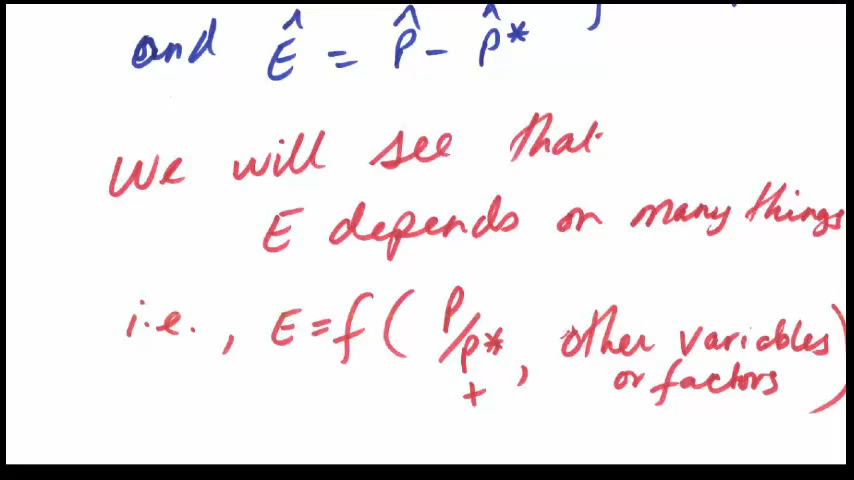 and Ê = P̂ - P̂*
We will see that
E depends on many things
i.e., E = f ( P/P*, other variables
+ or factors )